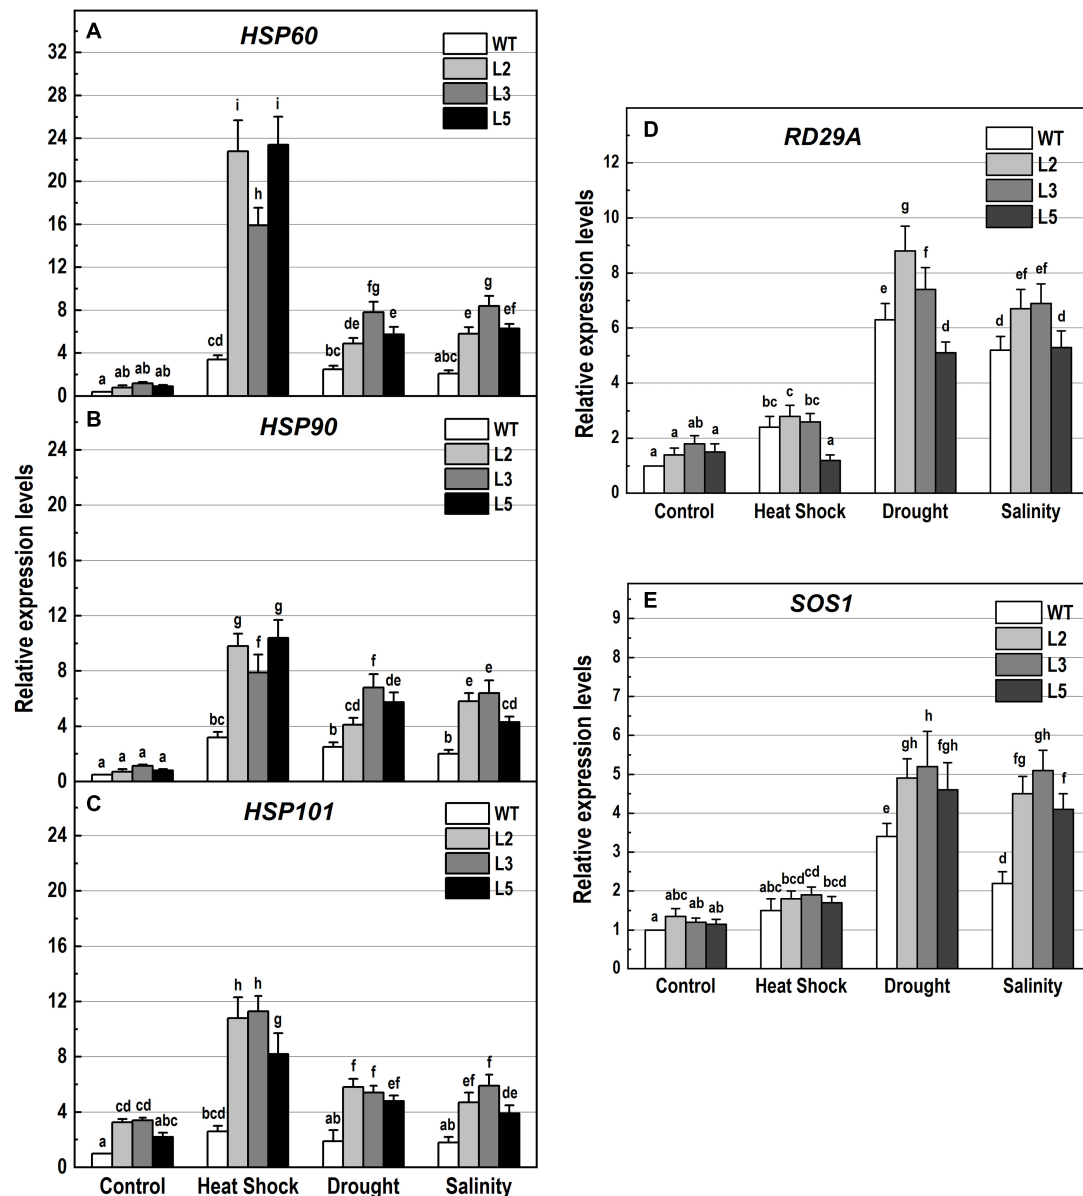 A
HSP60
WT
L2
L3
L5
32
28
24
20
16
12
8
4
0
a ab ab ab
cd i h i
bc de fg e
abc e g ef
B
HSP90
WT
L2
L3
L5
24
20
16
12
8
4
0
a a a a
bc g f g
b cd f de
b e e cd
Relative expression levels
C
HSP101
WT
L2
L3
L5
24
20
16
12
8
4
0
a cd cd abc
bcd h h g
ab f f ef
ab ef f de
Control Heat Shock Drought Salinity
D
RD29A
WT
L2
L3
L5
Relative expression levels
12
10
8
6
4
2
0
a a ab a
bc c bc a
e g f d
d ef ef d
Control Heat Shock Drought Salinity
E
SOS1
WT
L2
L3
L5
Relative expression levels
9
8
7
6
5
4
3
2
1
0
a abc ab ab
abc bcd cd bcd
e gh h fgh
d fg gh f
Control Heat Shock Drought Salinity